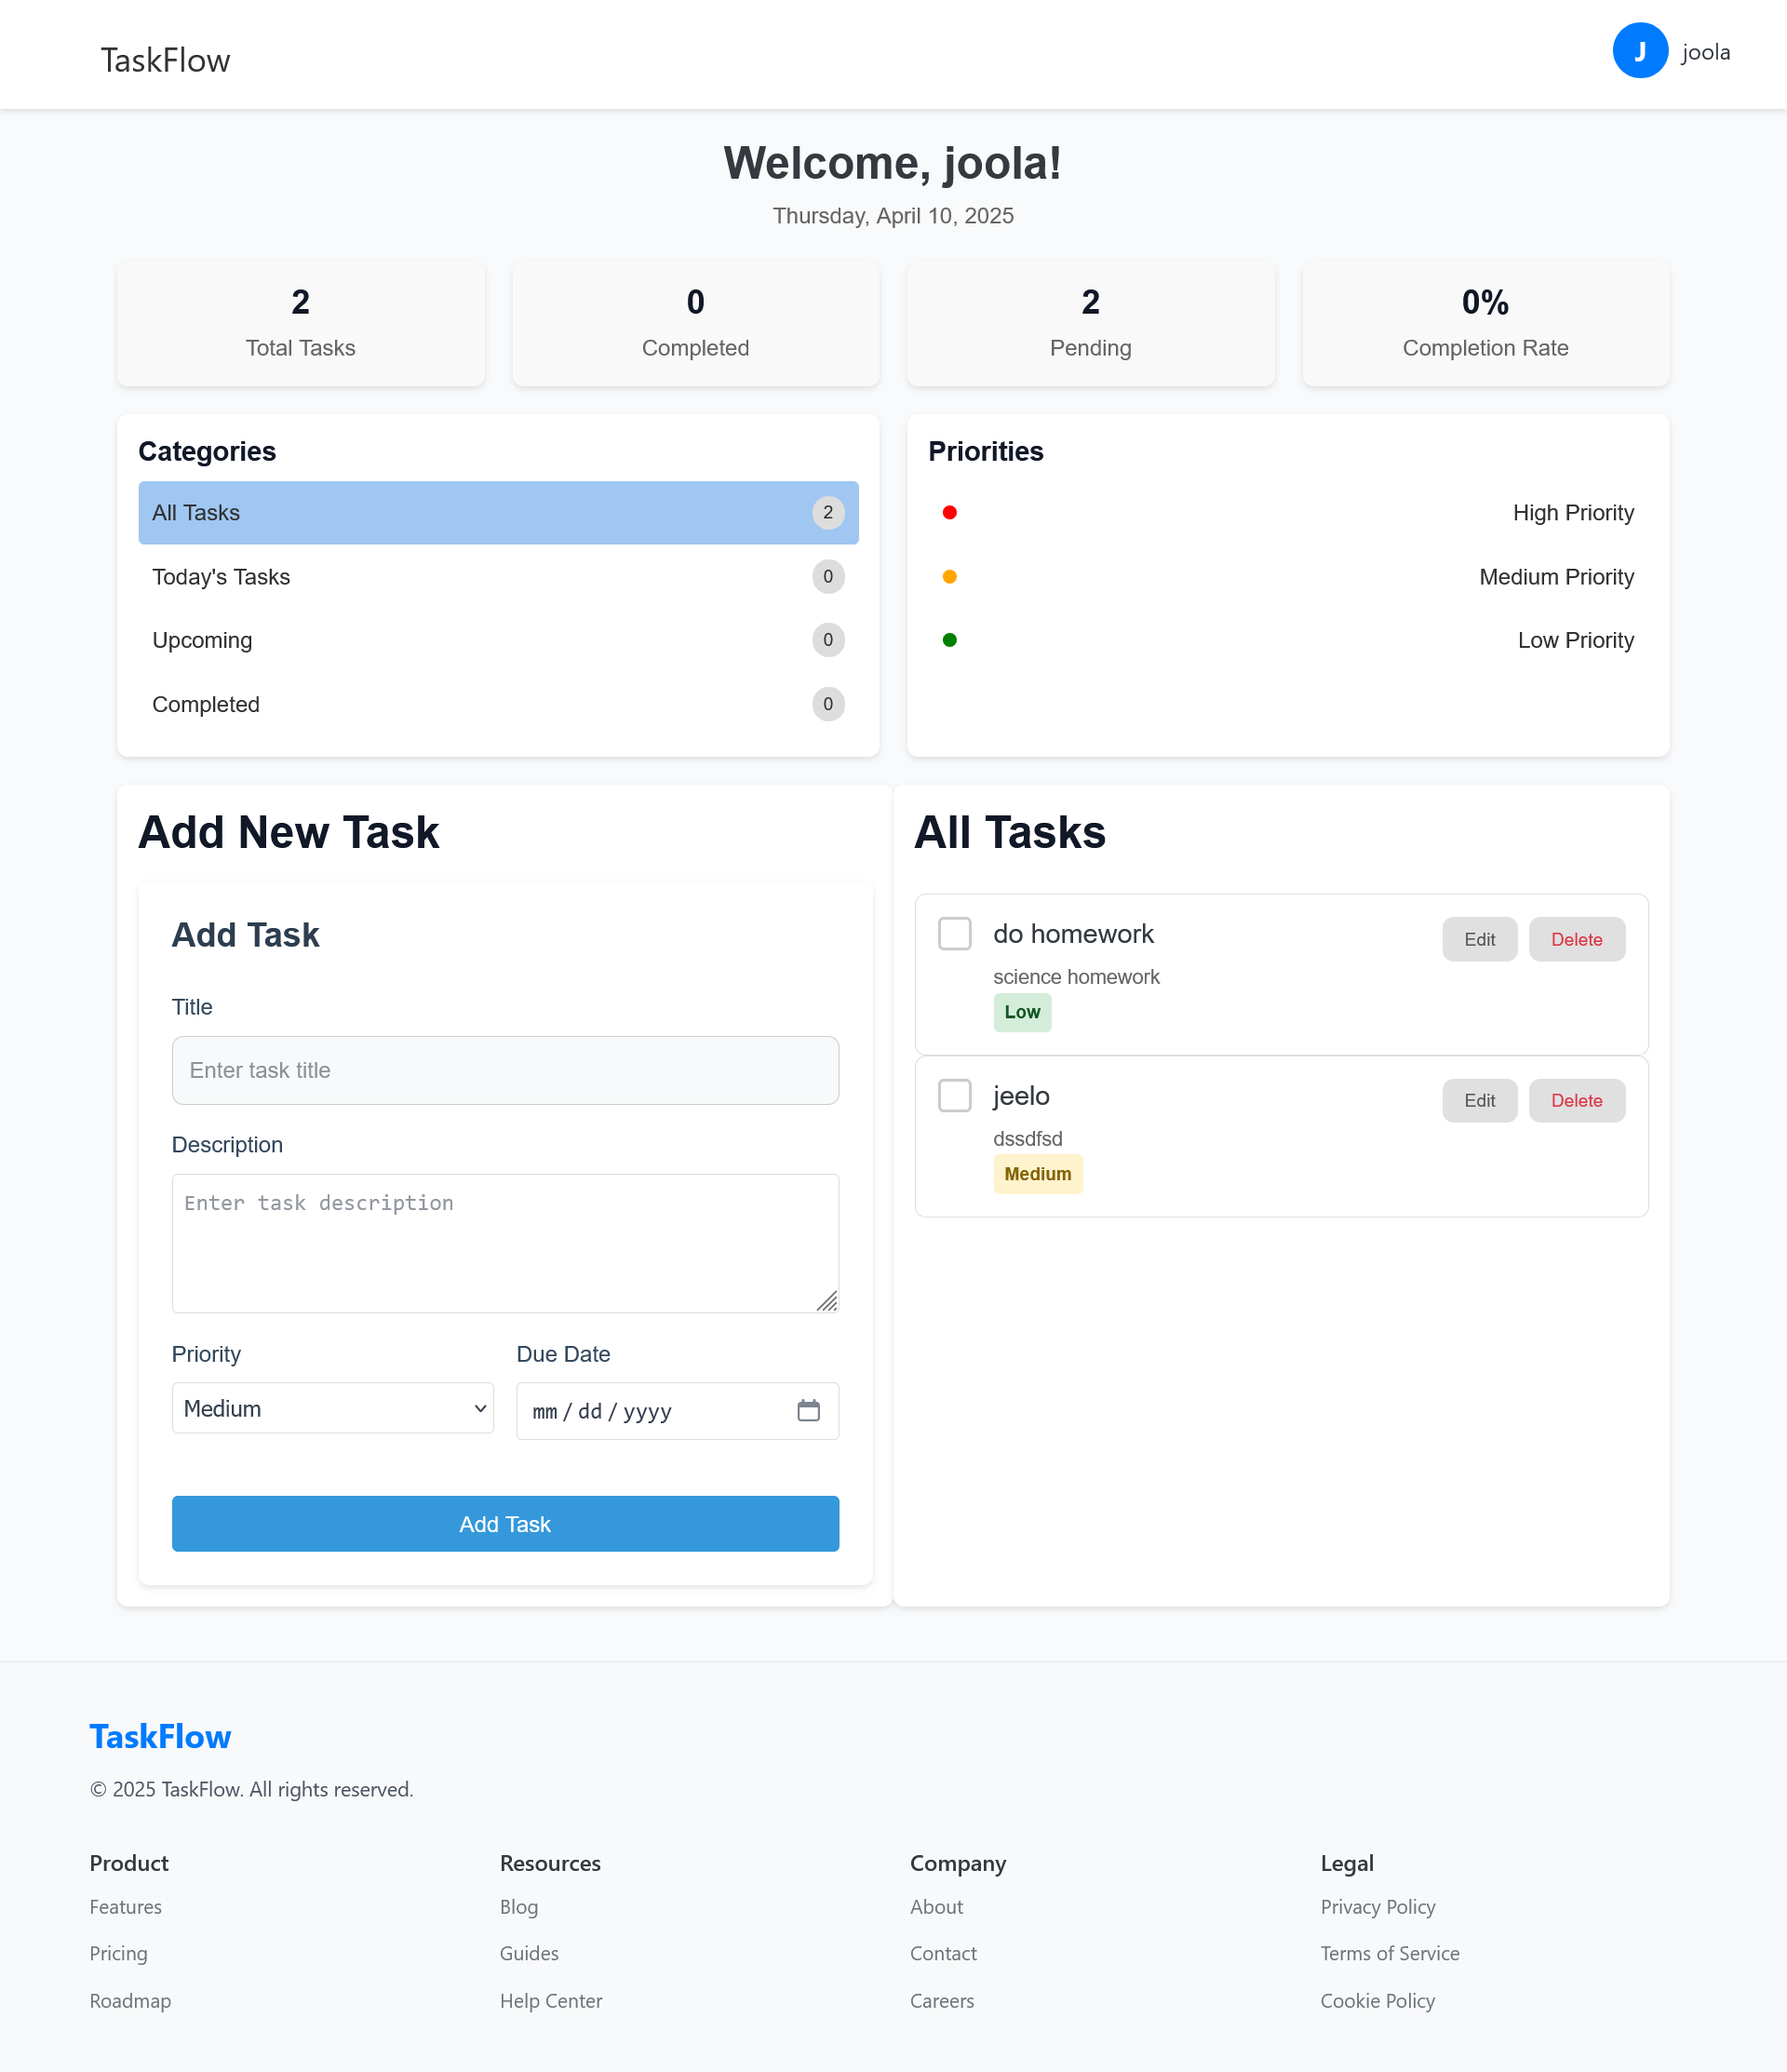 TaskFlow
J joola
Welcome, joola!
Thursday, April 10, 2025
2
Total Tasks
0
Completed
2
Pending
0%
Completion Rate
Categories
All Tasks 2
Today's Tasks 0
Upcoming 0
Completed 0
Priorities
High Priority
Medium Priority
Low Priority
Add New Task
Add Task
Title
Enter task title
Description
Enter task description
Priority
Medium
Due Date
mm / dd / yyyy
Add Task
All Tasks
do homework
Edit Delete
science homework
Low
jeelo
Edit Delete
dssdfsd
Medium
TaskFlow
© 2025 TaskFlow. All rights reserved.
Product
Features
Pricing
Roadmap
Resources
Blog
Guides
Help Center
Company
About
Contact
Careers
Legal
Privacy Policy
Terms of Service
Cookie Policy